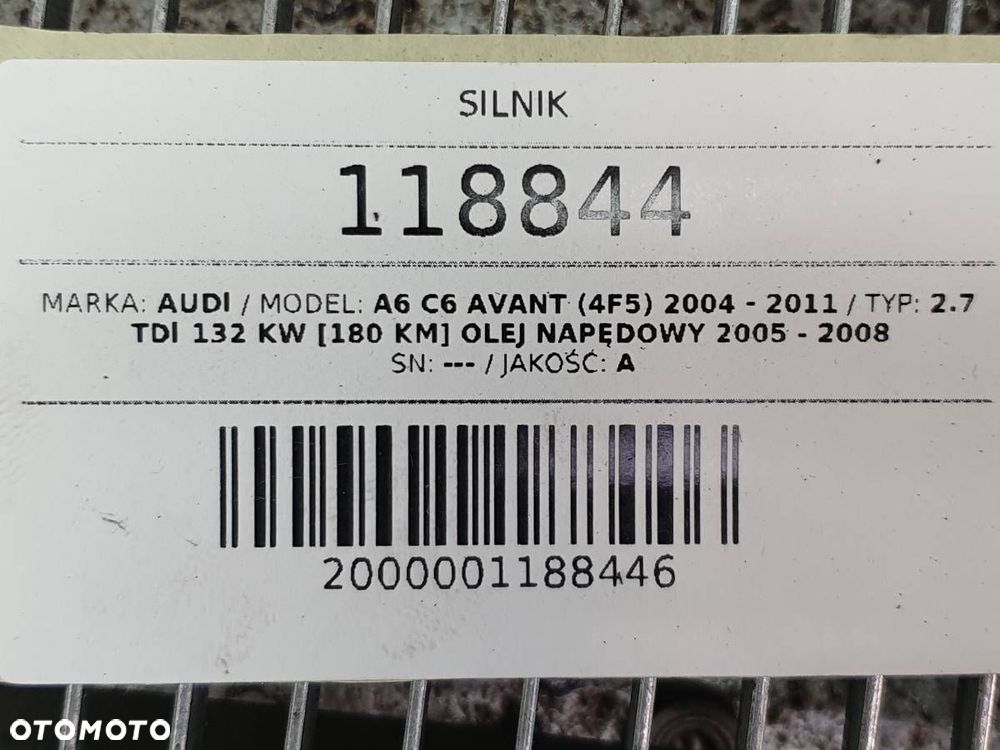 SILNIK
118844
MARKA: AUDI / MODEL: A6 C6 AVANT (4F5) 2004 - 2011 / TYP: 2.7
TDI 132 KW [180 KM] OLEJ NAPĘDOWY 2005 - 2008
SN: --- / JAKOŚĆ: A
2000001188446
OTOMOTO